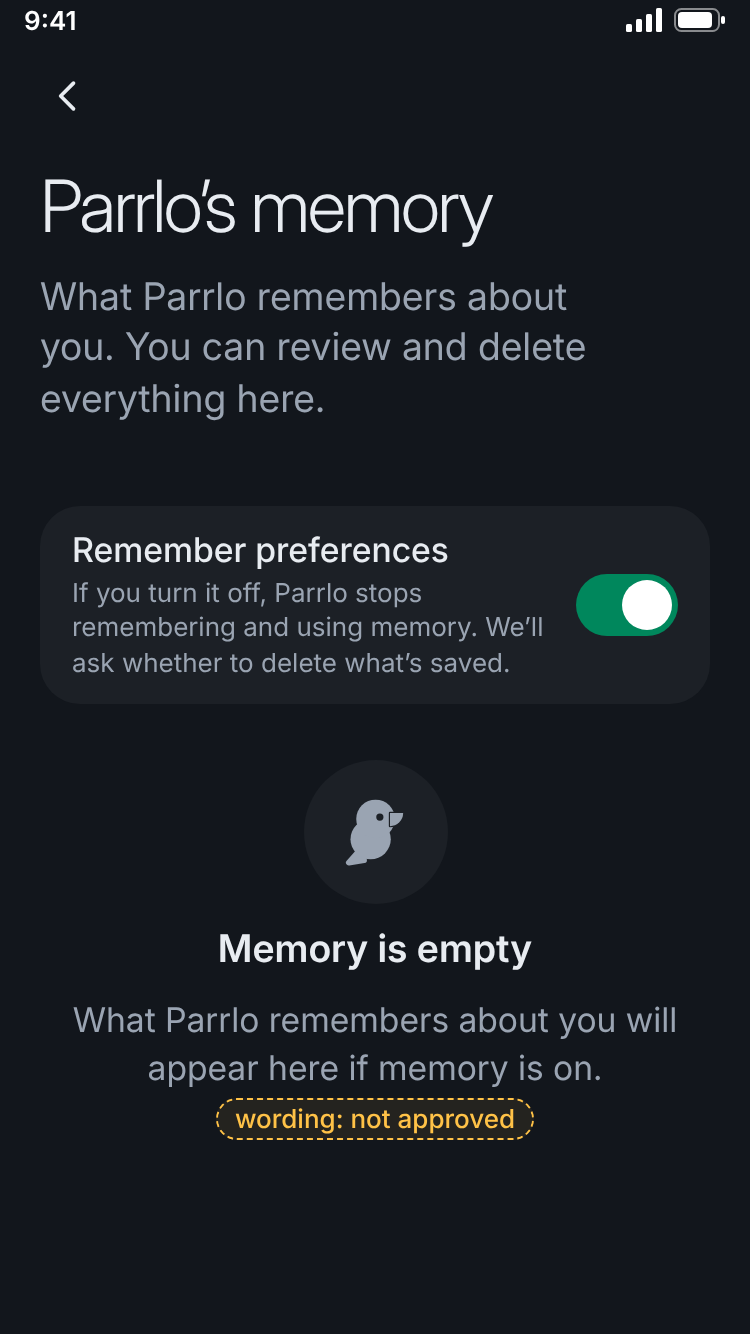 9:41
Parrlo’s memory
What Parrlo remembers about
you. You can review and delete
everything here.
Remember preferences
If you turn it off, Parrlo stops
remembering and using memory. We’ll
ask whether to delete what’s saved.
Memory is empty
What Parrlo remembers about you will
appear here if memory is on.
wording: not approved